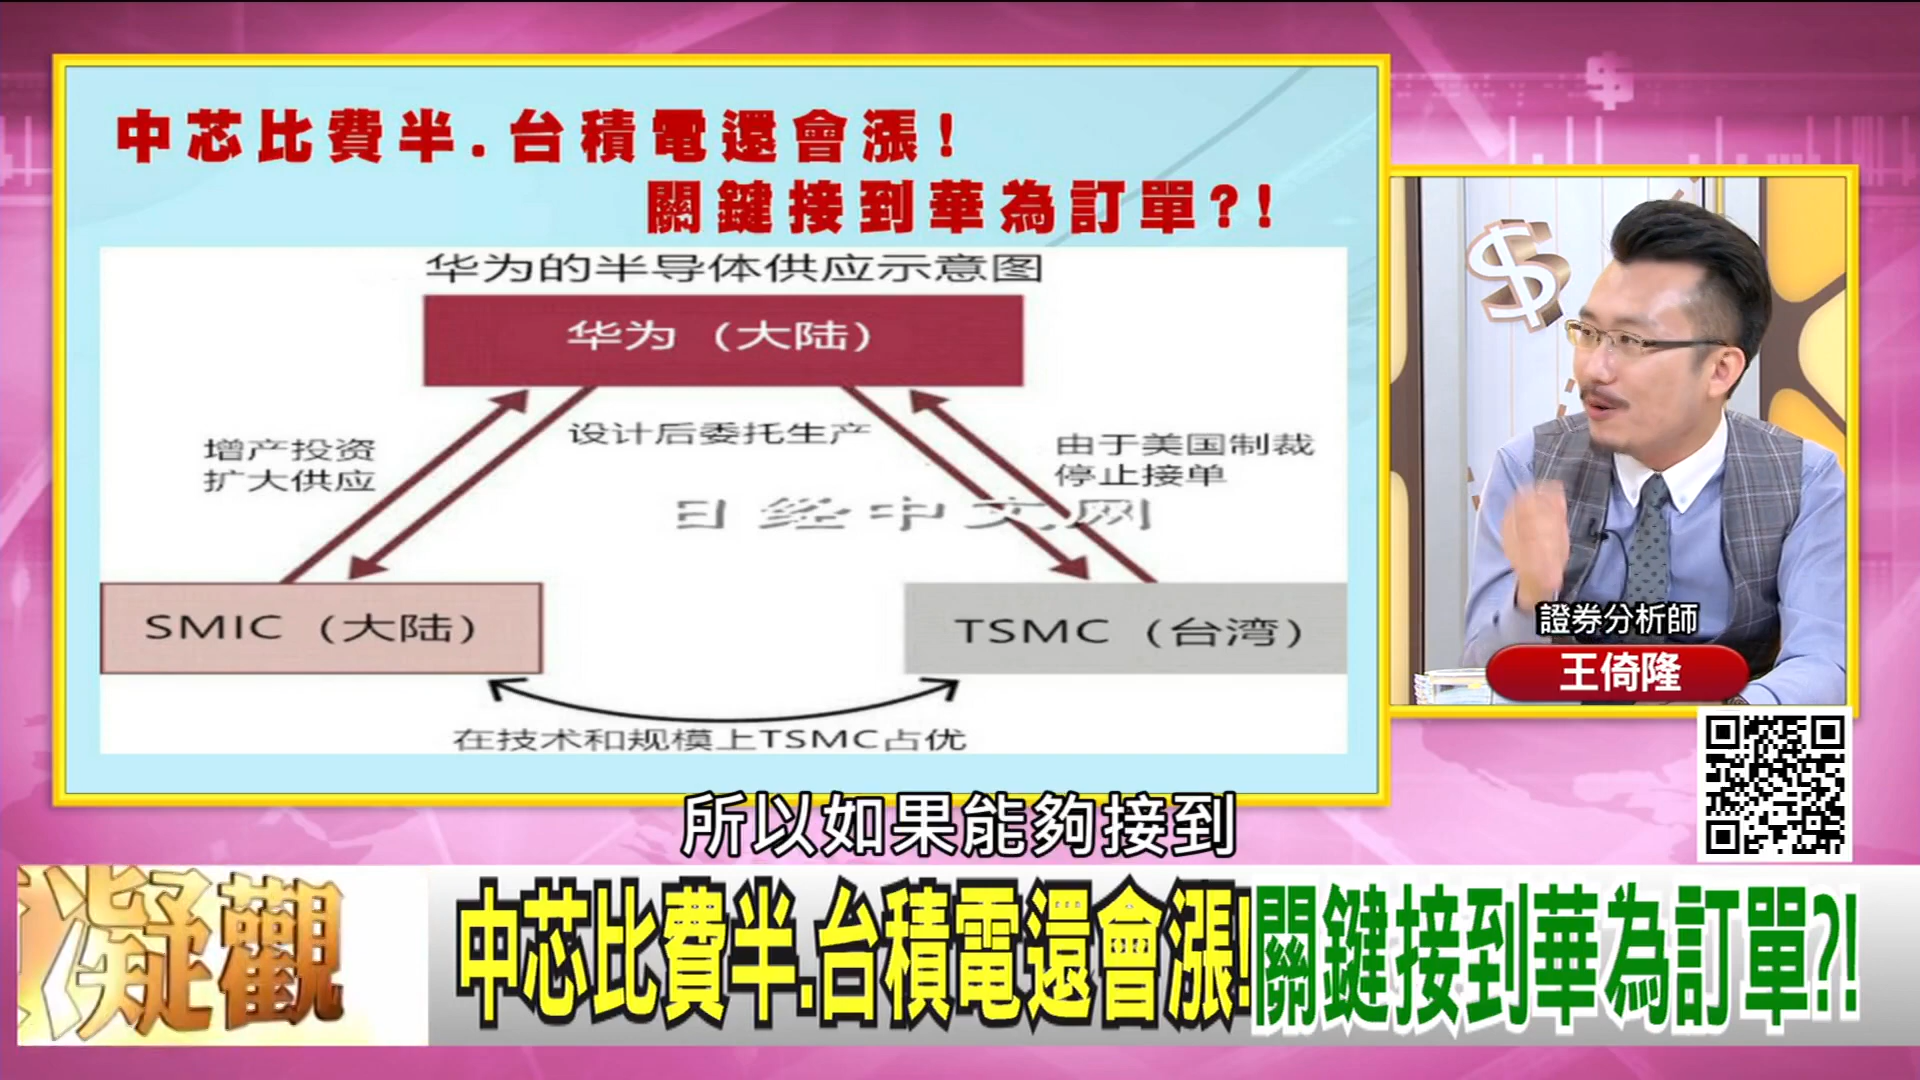 中芯比費半.台積電還會漲!
關鍵接到華為訂單?!
华为的半导体供应示意图
华为（大陆）
增产投资
扩大供应
设计后委托生产
由于美国制裁
停止接单
日经中文网
SMIC（大陆）
TSMC（台湾）
在技术和规模上TSMC占优
證券分析師
王倚隆
所以如果能夠接到
凝觀
中芯比費半.台積電還會漲!關鍵接到華為訂單?!